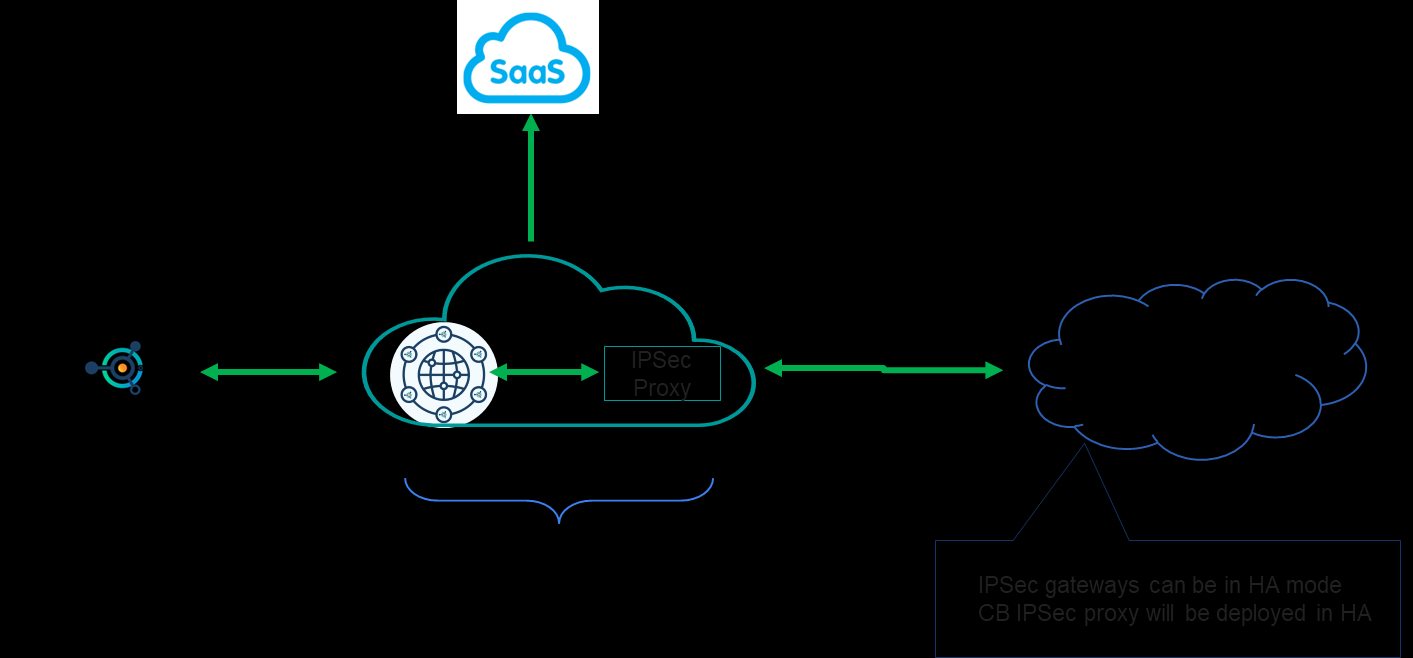 SaaS
IPSec
Proxy
IPSec gateways can be in HA mode
CB IPSec proxy will be deployed in HA